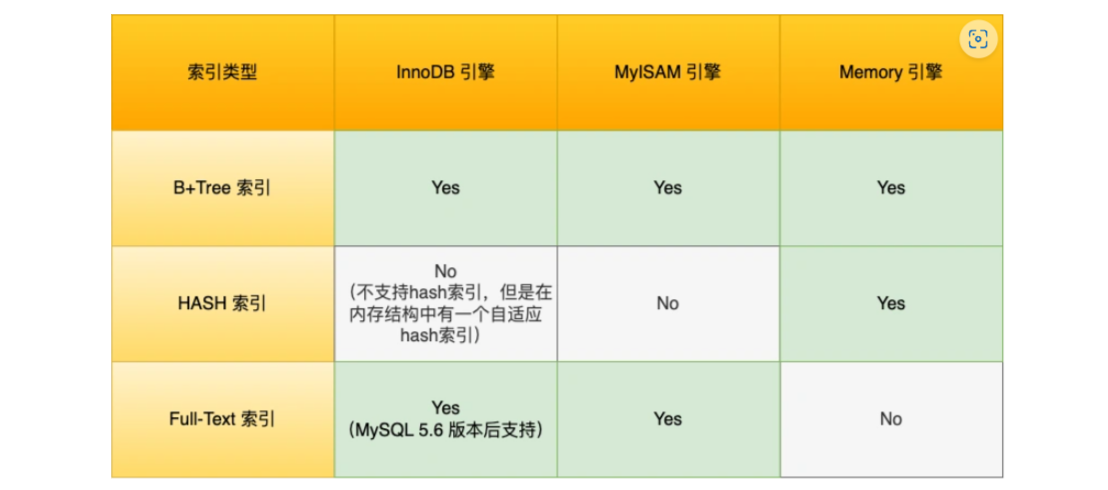 索引类型
InnoDB 引擎
MyISAM 引擎
Memory 引擎
B+Tree 索引
Yes
Yes
Yes
HASH 索引
No
（不支持hash索引，但是在
内存结构中有一个自适应
hash索引）
No
Yes
Full-Text 索引
Yes
（MySQL 5.6 版本后支持）
Yes
No